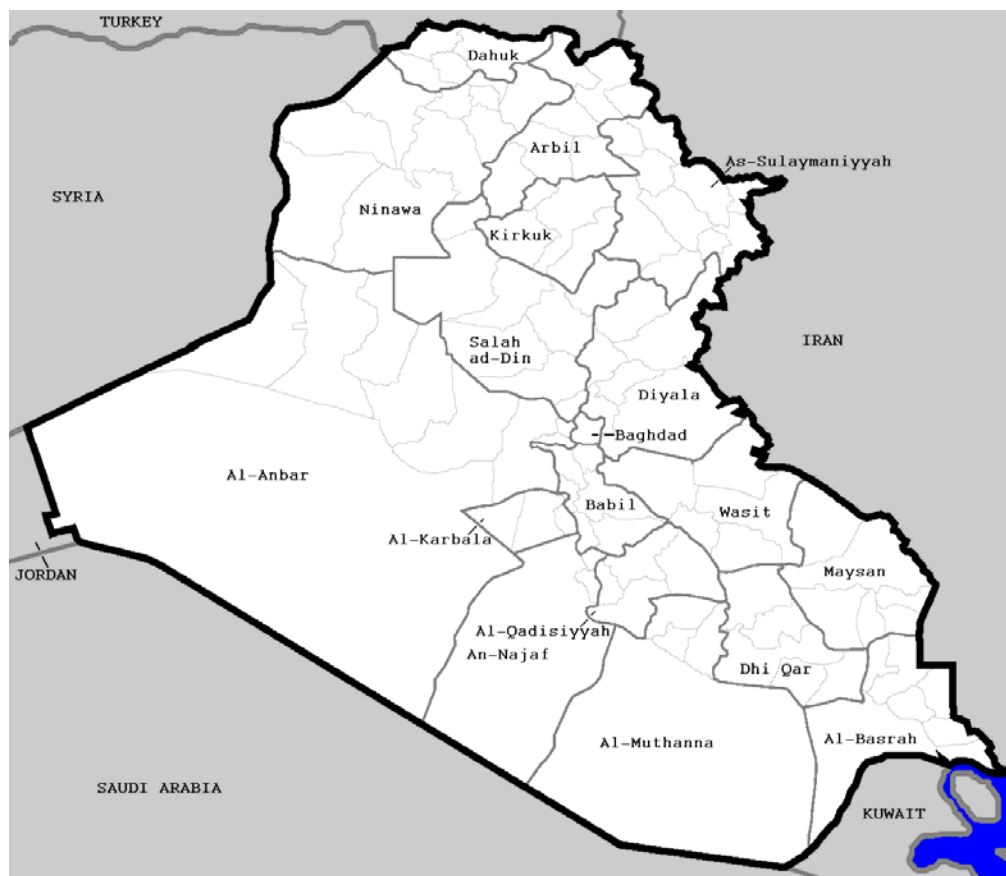 TURKEY
Dahuk
Arbil
As-Sulaymaniyyah
SYRIA
Ninawa
Kirkuk
Salah
ad-Din
IRAN
Diyala
Baghdad
Al-Anbar
Babil
Wasit
Al-Karbala
JORDAN
Maysan
Al-Qadisiyyah
An-Najaf
Dhi Qar
Al-Muthanna
Al-Basrah
SAUDI ARABIA
KUWAIT